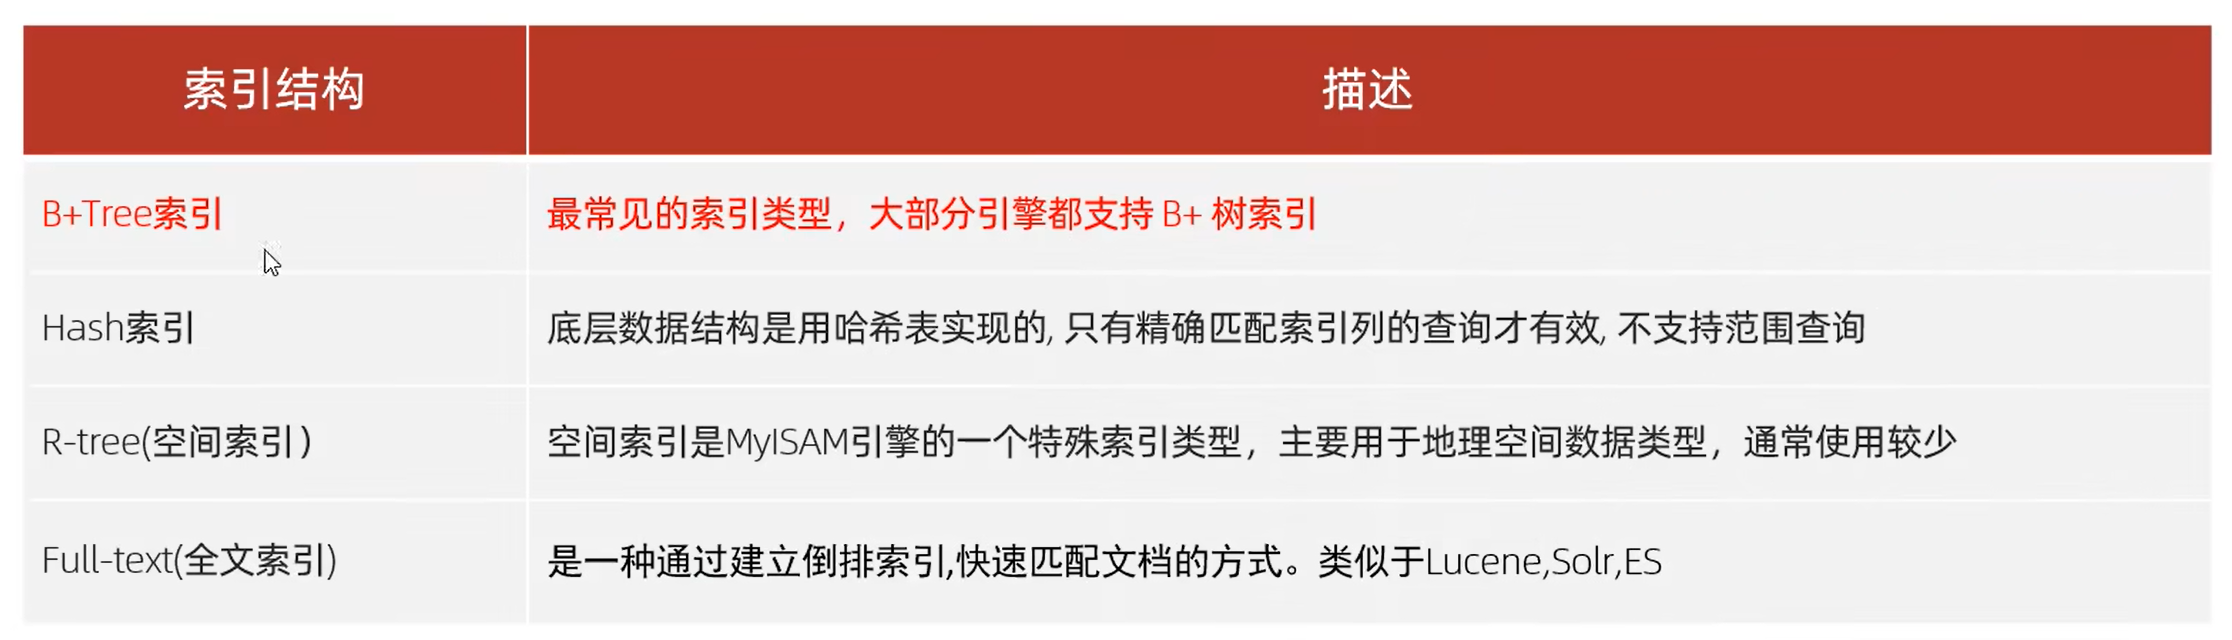 索引结构 描述
B+Tree索引 最常见的索引类型，大部分引擎都支持 B+ 树索引
Hash索引 底层数据结构是用哈希表实现的, 只有精确匹配索引列的查询才有效, 不支持范围查询
R-tree(空间索引） 空间索引是MyISAM引擎的一个特殊索引类型，主要用于地理空间数据类型，通常使用较少
Full-text(全文索引) 是一种通过建立倒排索引,快速匹配文档的方式。类似于Lucene,Solr,ES